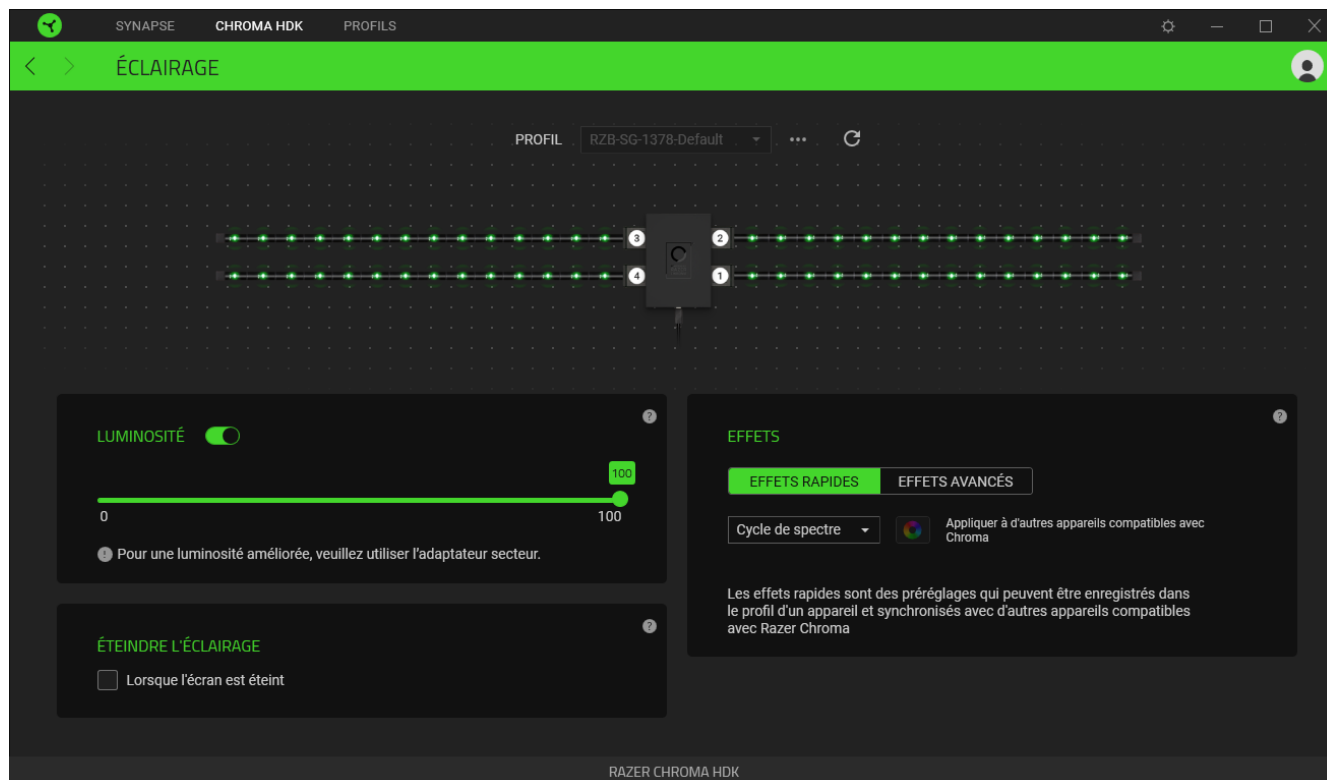 SYNAPSE CHROMA HDK PROFILS
ÉCLAIRAGE
PROFIL RZB-SG-1378-Default
3 2
4 1
LUMINOSITÉ
100
0 100
Pour une luminosité améliorée, veuillez utiliser l'adaptateur secteur.
ÉTEINDRE L'ÉCLAIRAGE
Lorsque l'écran est éteint
EFFETS
EFFETS RAPIDES EFFETS AVANCÉS
Cycle de spectre
Appliquer à d'autres appareils compatibles avec
Chroma
Les effets rapides sont des préréglages qui peuvent être enregistrés dans
le profil d'un appareil et synchronisés avec d'autres appareils compatibles
avec Razer Chroma
RAZER CHROMA HDK